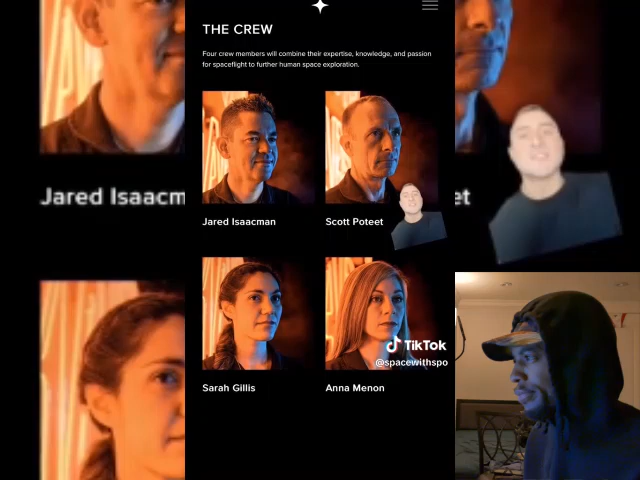 THE CREW
Four crew members will combine their expertise, knowledge, and passion
for spaceflight to further human space exploration.
Jared Isaacm
et
Jared Isaacman
Scott Poteet
TikTok
@spacewithspo
Sarah Gillis
Anna Menon